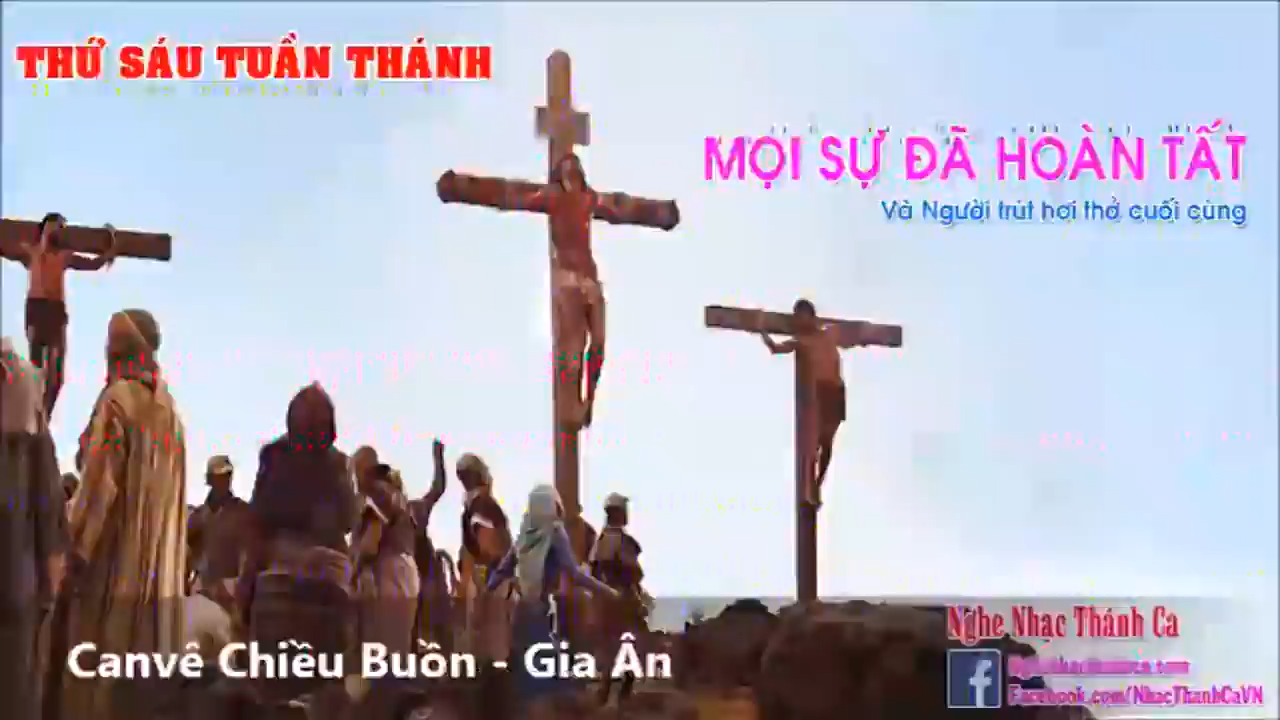 THỨ SÁU TUẦN THÁNH
MỌI SỰ ĐÃ HOÀN TẤT
Và Người trút hơi thở cuối cùng
Canvê Chiều Buồn - Gia Ân
Nghe Nhạc Thánh Ca
Facebook.com/NhacThanhCaVN